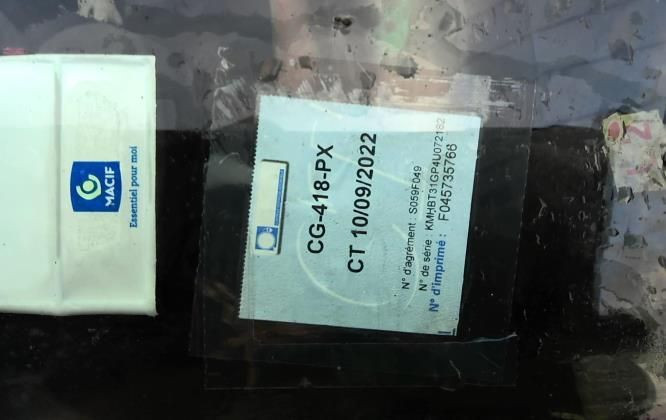 MACIF
Essentiel pour moi
CG-418-PX
CT 10/09/2022
N° d'agrément : S059F049
N° de série : KMHBT31GP4U072182
N° d'imprimé : F045735766